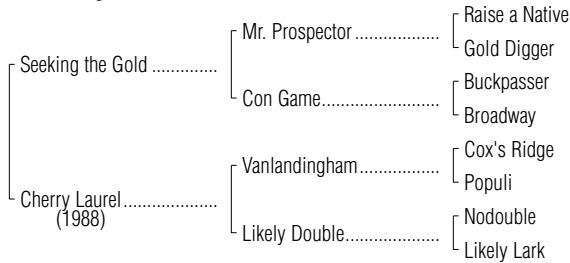 Raise a Native
Mr. Prospector ..................
Gold Digger
Seeking the Gold ..............
Buckpasser
Con Game.........................
Broadway
Cox's Ridge
Vanlandingham.................
Populi
Cherry Laurel....................
(1988)
Nodouble
Likely Double....................
Likely Lark